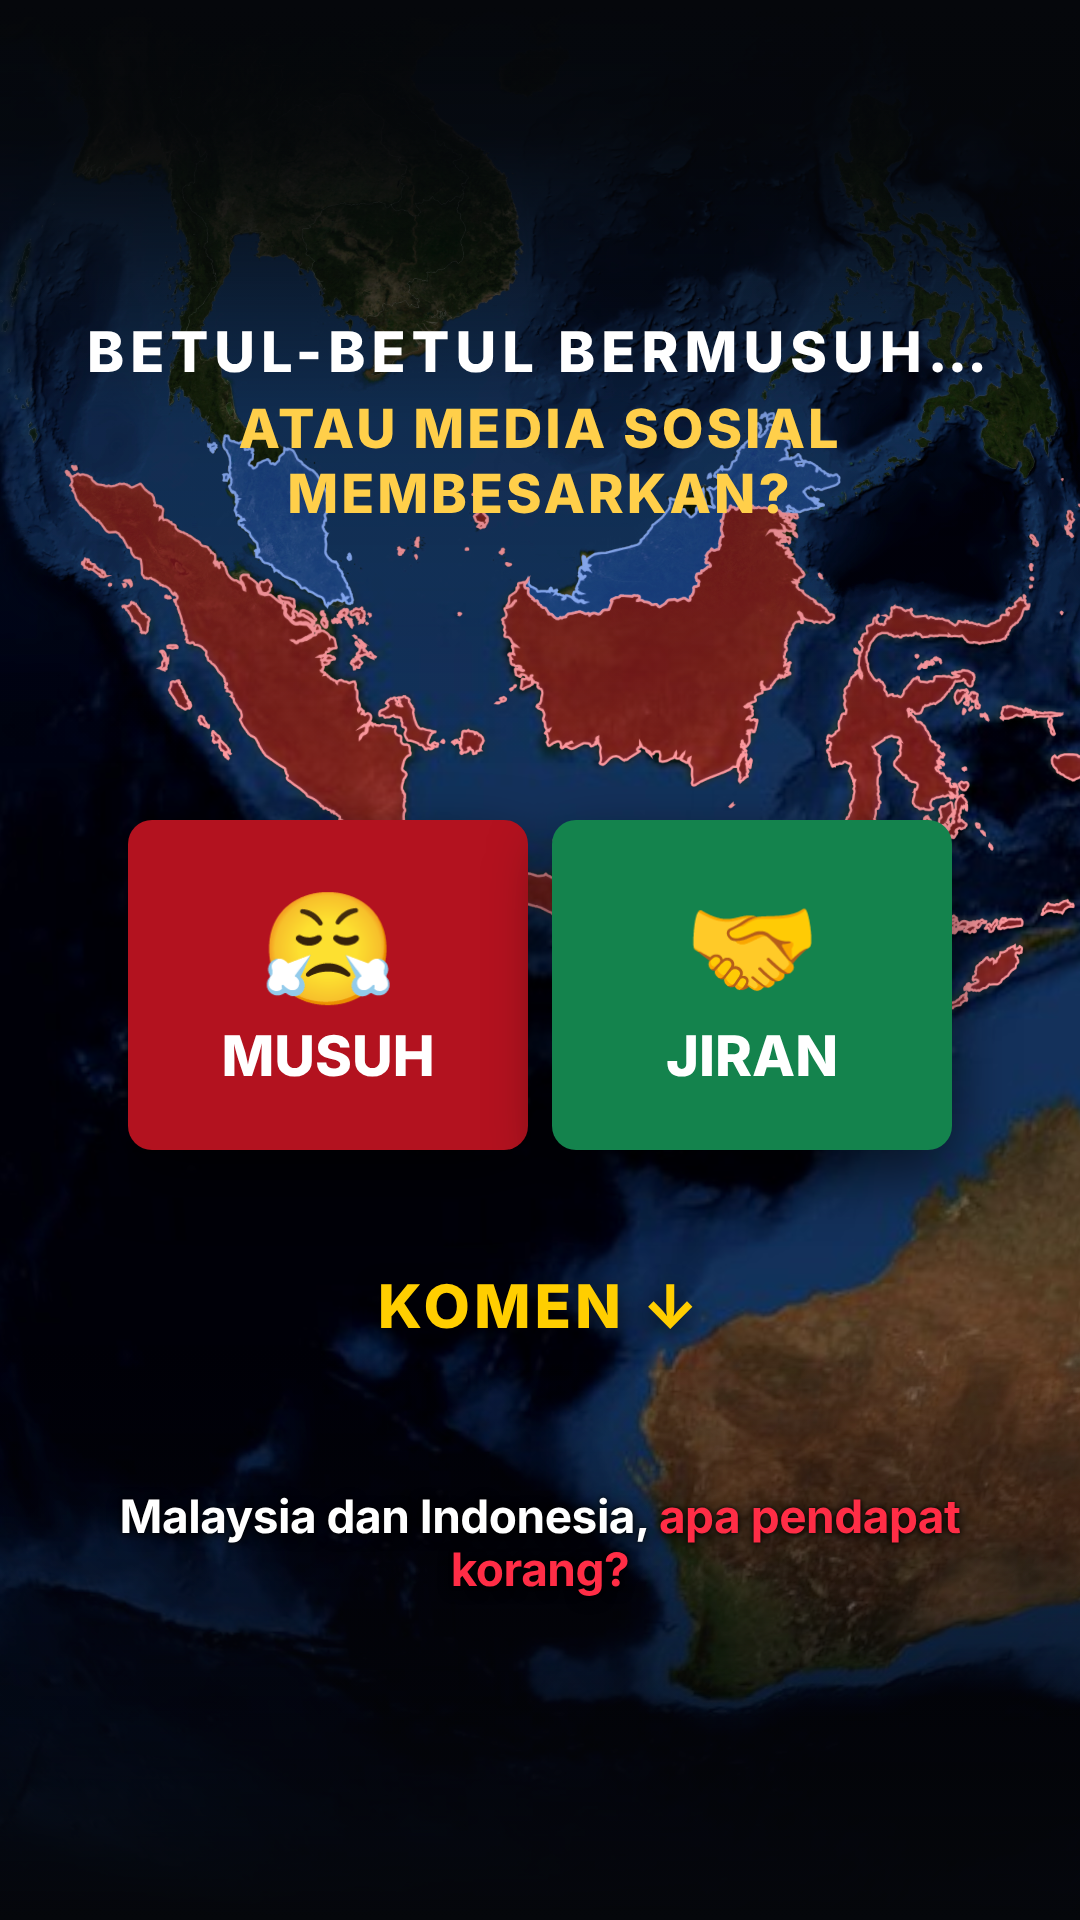 BETUL-BETUL BERMUSUH...
ATAU MEDIA SOSIAL
MEMBESARKAN?
MUSUH
JIRAN
KOMEN ↓
Malaysia dan Indonesia, apa pendapat
korang?